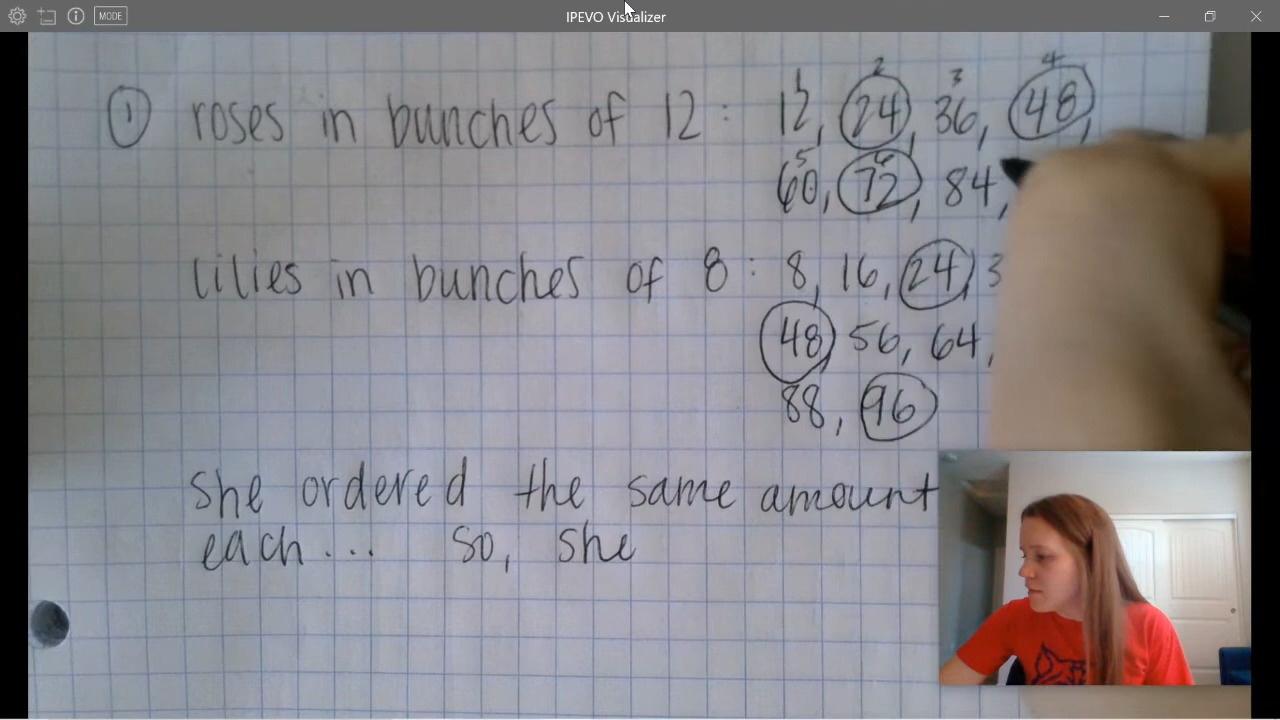 MODE
IPEVO Visualizer
1 roses in bunches of 12: 12, 24, 36, 48,
1 2 3 4
60, 72, 84,
5 6
lilies in bunches of 8: 8, 16, 24, 3
48, 56, 64,
88, 96
she ordered the same amount
each... so, she